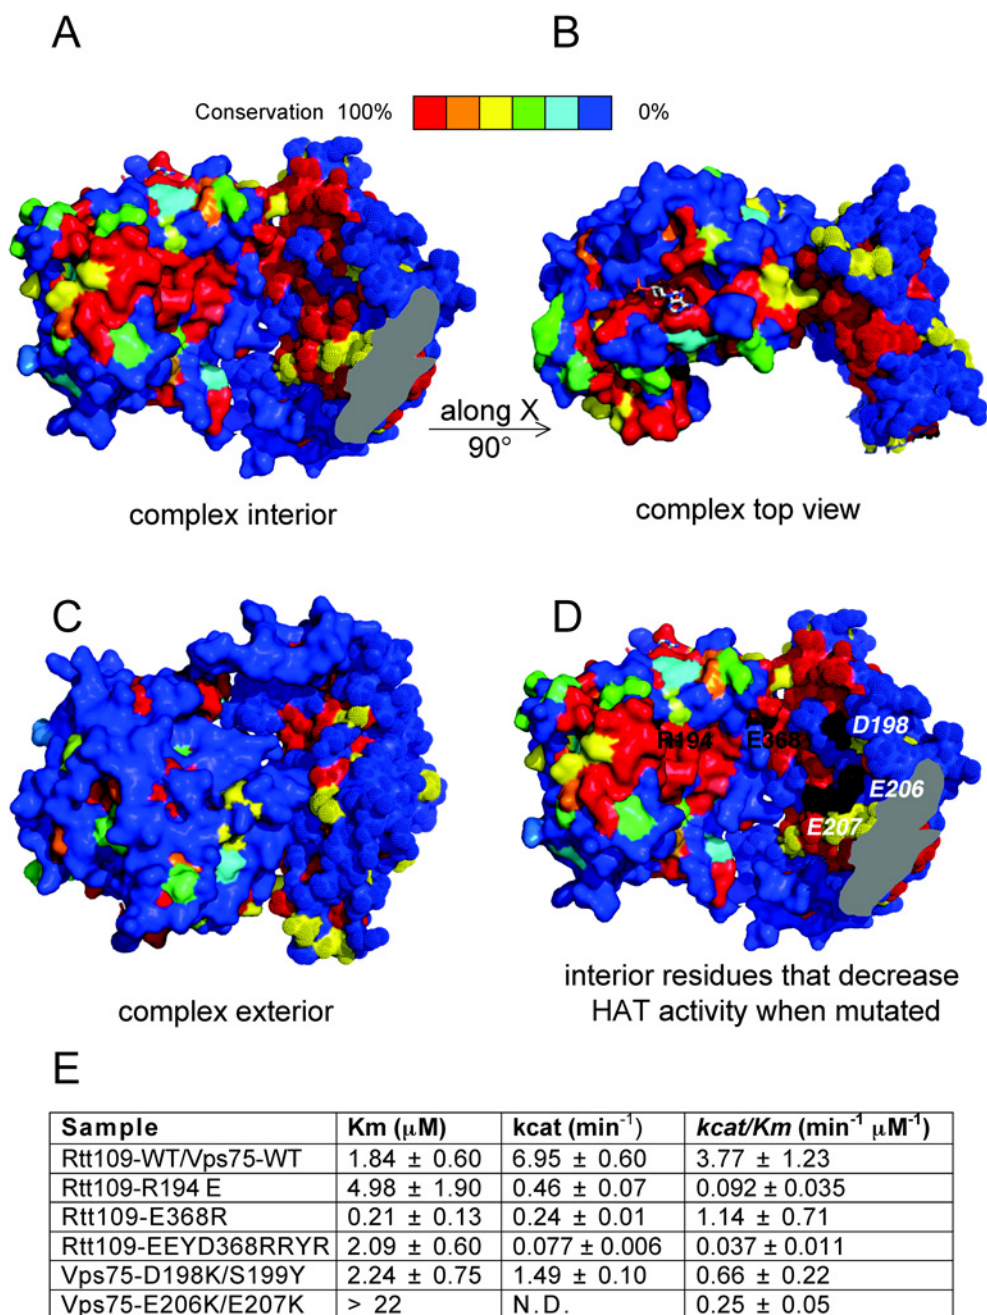 A
B
Conservation 100% 0%
along X
90°
complex interior
complex top view
C
D
R194 E368 D198
E206
E207
complex exterior
interior residues that decrease
HAT activity when mutated
E
Sample Km (μM) kcat (min⁻¹) kcat/Km (min⁻¹ μM⁻¹)
Rtt109-WT/Vps75-WT 1.84 ± 0.60 6.95 ± 0.60 3.77 ± 1.23
Rtt109-R194 E 4.98 ± 1.90 0.46 ± 0.07 0.092 ± 0.035
Rtt109-E368R 0.21 ± 0.13 0.24 ± 0.01 1.14 ± 0.71
Rtt109-EEYD368RRYR 2.09 ± 0.60 0.077 ± 0.006 0.037 ± 0.011
Vps75-D198K/S199Y 2.24 ± 0.75 1.49 ± 0.10 0.66 ± 0.22
Vps75-E206K/E207K > 22 N.D. 0.25 ± 0.05